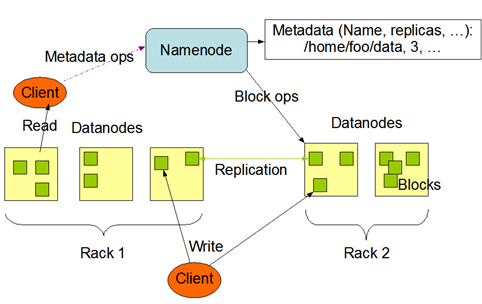 Metadata (Name, replicas, …):
/home/foo/data, 3, …
Namenode
Metadata ops
Client
Block ops
Read
Datanodes
Datanodes
Replication
Blocks
Write
Rack 1
Rack 2
Client